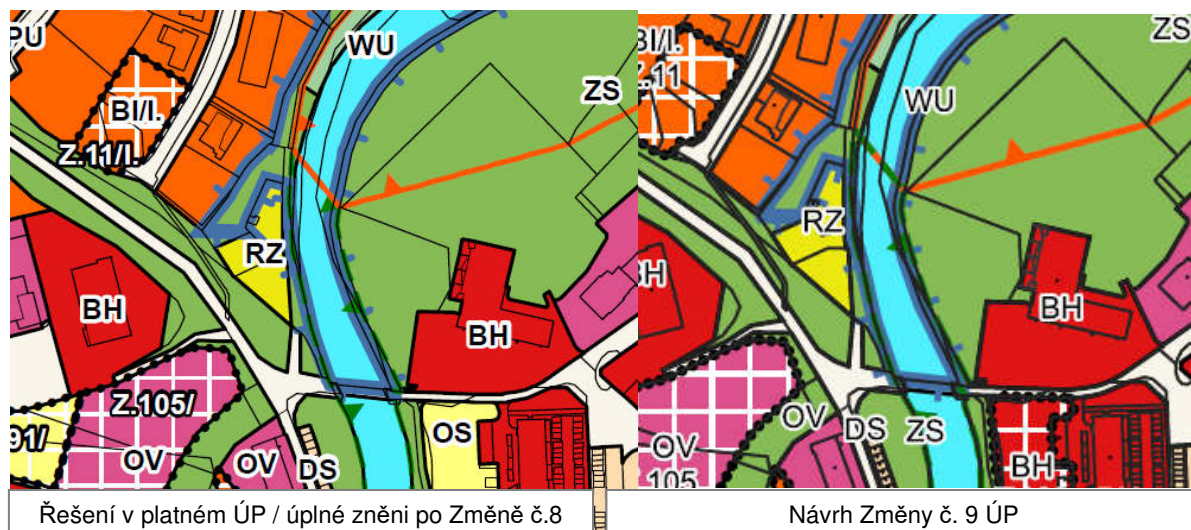 PU
WU
ZS
BI/I.
Z.11/I.
RZ
BH
BH
Z.105/
91/
OV
OV
DS
OS
Řešení v platném ÚP / úplné zněni po Změně č.8
BI/I.
Z.11
ZS
WU
RZ
BH
BH
OV
OV
105
DS
ZS
BH
Návrh Změny č. 9 ÚP